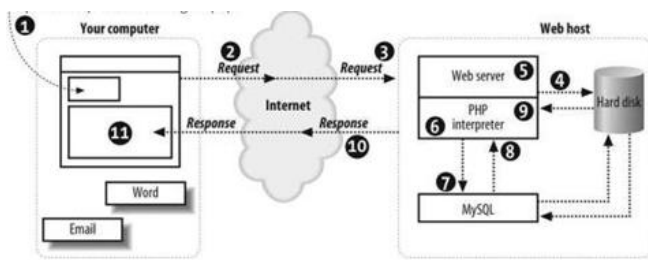 1
Your computer
2
3
Web host
Request
Request
Web server
5
4
Internet
Hard disk
PHP
interpreter
9
6
Response
Response
11
10
8
7
Word
MySQL
Email